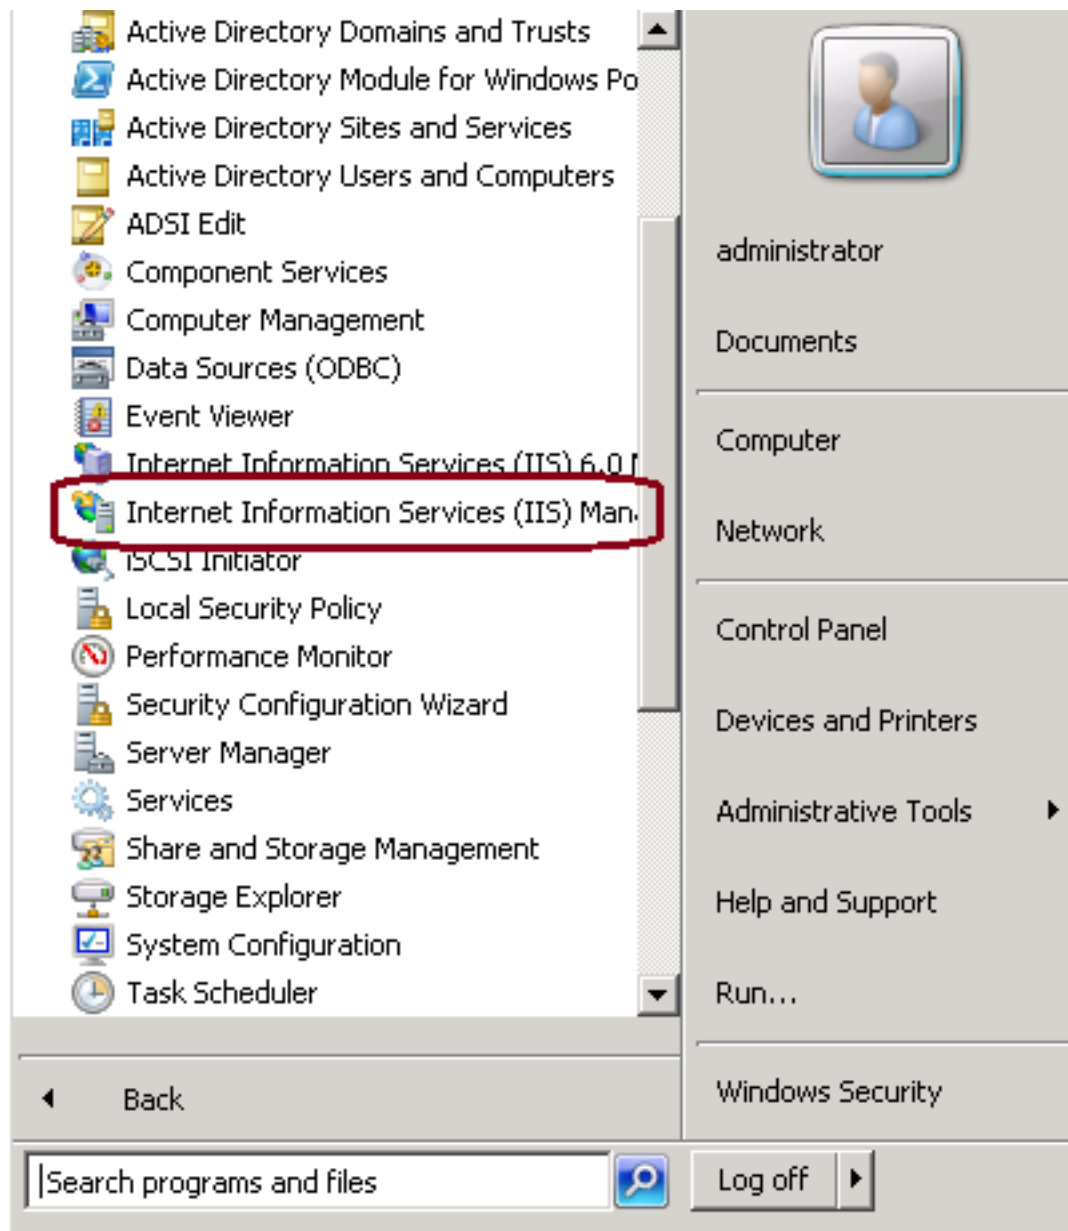 Active Directory Domains and Trusts
Active Directory Module for Windows Po
Active Directory Sites and Services
Active Directory Users and Computers
ADSI Edit
Component Services
Computer Management
Data Sources (ODBC)
Event Viewer
Internet Information Services (IIS) 6.0
Internet Information Services (IIS) Man
iSCSI Initiator
Local Security Policy
Performance Monitor
Security Configuration Wizard
Server Manager
Services
Share and Storage Management
Storage Explorer
System Configuration
Task Scheduler
Back
Search programs and files
administrator
Documents
Computer
Network
Control Panel
Devices and Printers
Administrative Tools
Help and Support
Run...
Windows Security
Log off